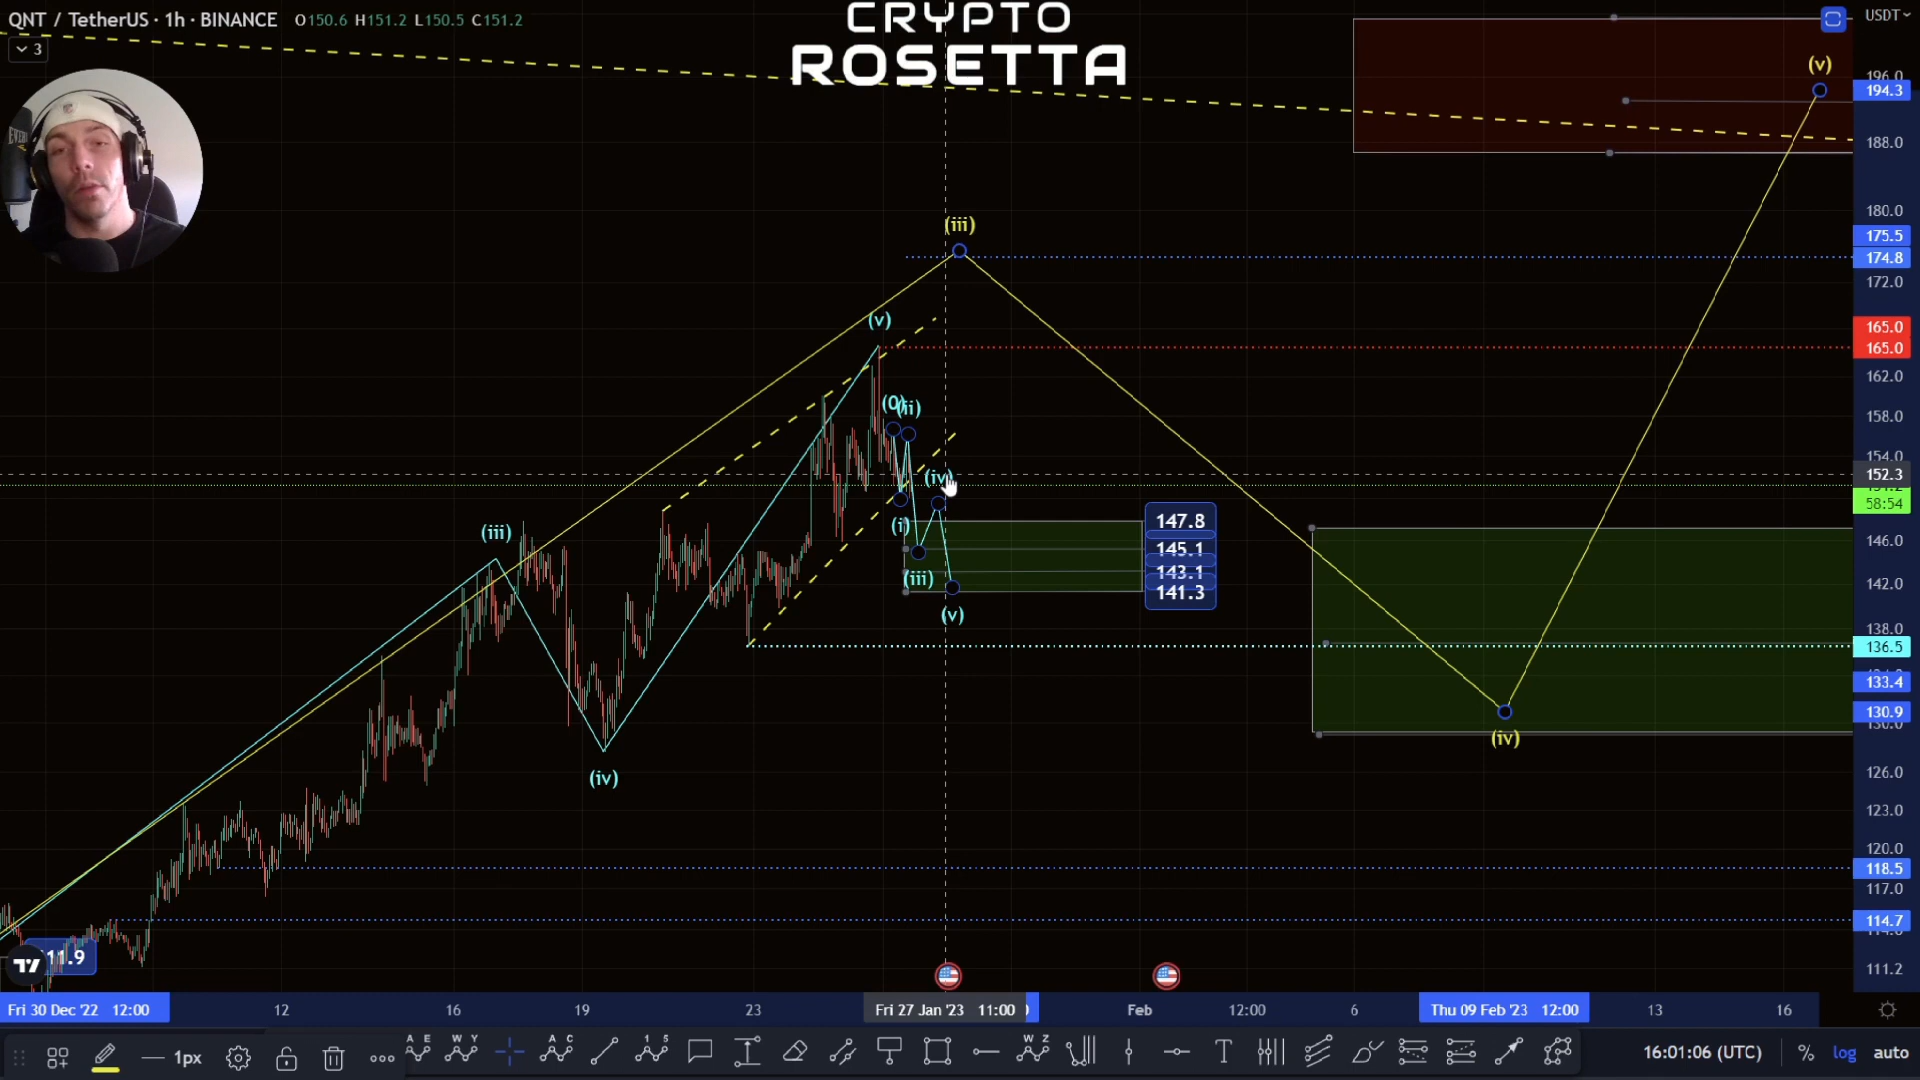 QNT / TetherUS · 1h · BINANCE O150.6 H151.2 L150.5 C151.2
3
CRYPTO
ROSETTA
USDT
(v)
196.0
194.3
188.0
180.0
(iii)
175.5
174.8
172.0
(v)
165.0
165.0
162.0
(ii)
158.0
154.0
(iv)
152.3
58:54
(iii)
(i)
147.8
145.1
143.1
141.3
146.0
142.0
(iii)
(v)
138.0
136.5
133.4
130.9
130.0
(iv)
(iv)
126.0
123.0
120.0
118.5
117.0
114.7
11.9
111.2
Fri 30 Dec '22 12:00
12
16
19
23
Fri 27 Jan '23 11:00
Feb
12:00
6
Thu 09 Feb '23 12:00
13
16
1px
16:01:06 (UTC)
%
log
auto